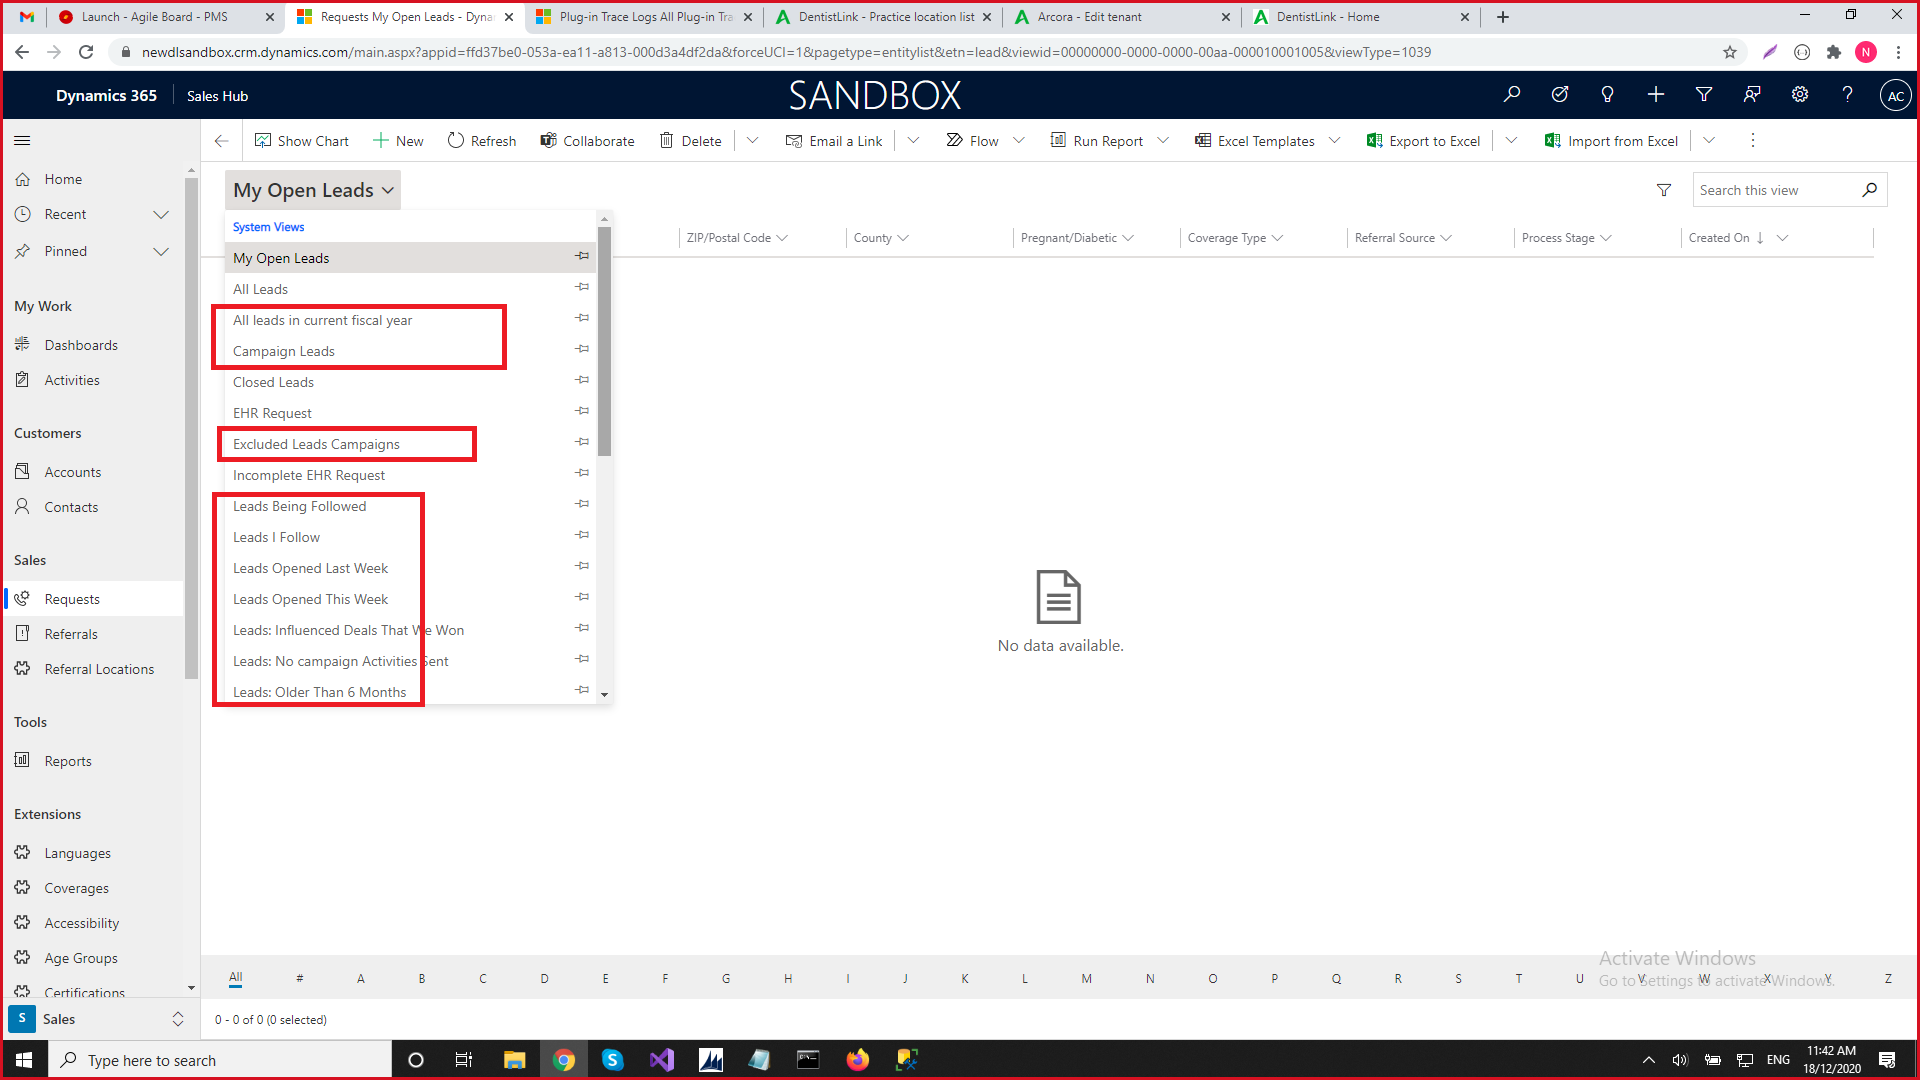 Launch - Agile Board - PMS
Requests My Open Leads - Dyna
Plug-in Trace Logs All Plug-in Tra
DentistLink - Practice location list
Arcora - Edit tenant
DentistLink - Home
newdlsandbox.crm.dynamics.com/main.aspx?appid=ffd37be0-053a-ea11-a813-000d3a4df2da&forceUCI=1&pagetype=entitylist&etn=lead&viewid=00000000-0000-0000-00aa-000010001005&viewType=1039
N
Dynamics 365
Sales Hub
SANDBOX
AC
Show Chart
New
Refresh
Collaborate
Delete
Email a Link
Flow
Run Report
Excel Templates
Export to Excel
Import from Excel
Home
Recent
Pinned
My Work
Dashboards
Activities
Customers
Accounts
Contacts
Sales
Requests
Referrals
Referral Locations
Tools
Reports
Extensions
Languages
Coverages
Accessibility
Age Groups
Certifications
S
Sales
My Open Leads
Search this view
System Views
My Open Leads
All Leads
All leads in current fiscal year
Campaign Leads
Closed Leads
EHR Request
Excluded Leads Campaigns
Incomplete EHR Request
Leads Being Followed
Leads I Follow
Leads Opened Last Week
Leads Opened This Week
Leads: Influenced Deals That We Won
Leads: No campaign Activities Sent
Leads: Older Than 6 Months
ZIP/Postal Code
County
Pregnant/Diabetic
Coverage Type
Referral Source
Process Stage
Created On
No data available.
All # A B C D E F G H I J K L M N O P Q R S T U V W X Y Z
Activate Windows
Go to Settings to activate Windows.
0 - 0 of 0 (0 selected)
Type here to search
ENG
11:42 AM
18/12/2020